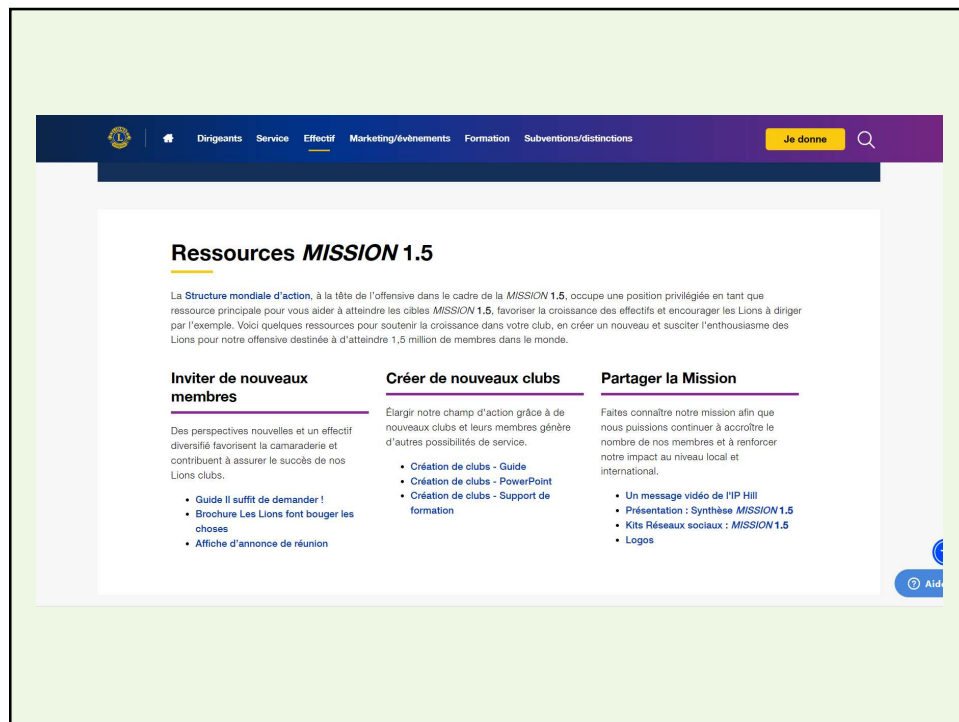 Dirigeants Service Effectif Marketing/évènements Formation Subventions/distinctions Je donne
Ressources MISSION 1.5
La Structure mondiale d'action, à la tête de l'offensive dans le cadre de la MISSION 1.5, occupe une position privilégiée en tant que
ressource principale pour vous aider à atteindre les cibles MISSION 1.5, favoriser la croissance des effectifs et encourager les Lions à diriger
par l'exemple. Voici quelques ressources pour soutenir la croissance dans votre club, en créer un nouveau et susciter l'enthousiasme des
Lions pour notre offensive destinée à d'atteindre 1,5 million de membres dans le monde.
Inviter de nouveaux
membres
Des perspectives nouvelles et un effectif
diversifié favorisent la camaraderie et
contribuent à assurer le succès de nos
Lions clubs.
• Guide Il suffit de demander !
• Brochure Les Lions font bouger les
choses
• Affiche d'annonce de réunion
Créer de nouveaux clubs
Élargir notre champ d'action grâce à de
nouveaux clubs et leurs membres génère
d'autres possibilités de service.
• Création de clubs - Guide
• Création de clubs - PowerPoint
• Création de clubs - Support de
formation
Partager la Mission
Faites connaître notre mission afin que
nous puissions continuer à accroître le
nombre de nos membres et à renforcer
notre impact au niveau local et
international.
• Un message vidéo de l'IP Hill
• Présentation : Synthèse MISSION 1.5
• Kits Réseaux sociaux : MISSION 1.5
• Logos